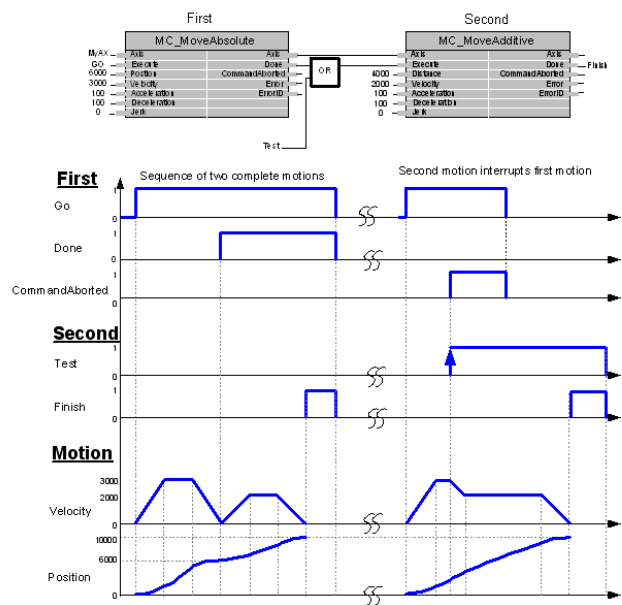 First Second
MC_MoveAbsolute MC_MoveAdditive
MyAX Axis Axis Axis Axis
GO Execute Done OR Execute Done Finish
6000 Position CommandAborted 4000 Distance CommandAborted
3000 Velocity Error 2000 Velocity Error
100 Acceleration ErrorID 100 Acceleration ErrorID
100 Deceleration 100 Deceleration
0 Jerk 0 Jerk
Test
First Sequence of two complete motions Second motion interrupts first motion
Go 1 0 1
Done 1 0
CommandAborted 1 0
Second
Test 1 0
Finish 1 0
Motion
Velocity 3000 2000 0
Position 10000 6000 0